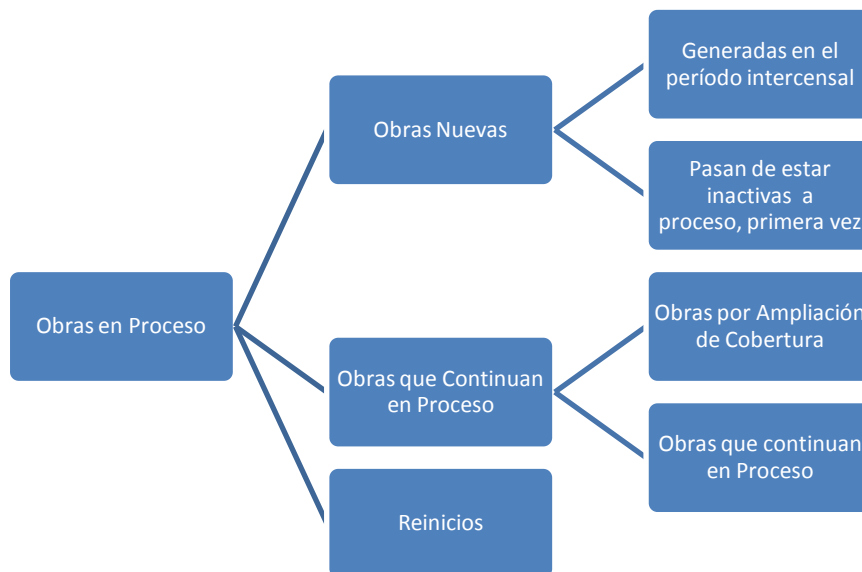 Obras en Proceso
Obras Nuevas
Generadas en el
período intercensal
Pasan de estar
inactivas a
proceso, primera vez
Obras que Continuan
en Proceso
Obras por Ampliación
de Cobertura
Obras que continuan
en Proceso
Reinicios